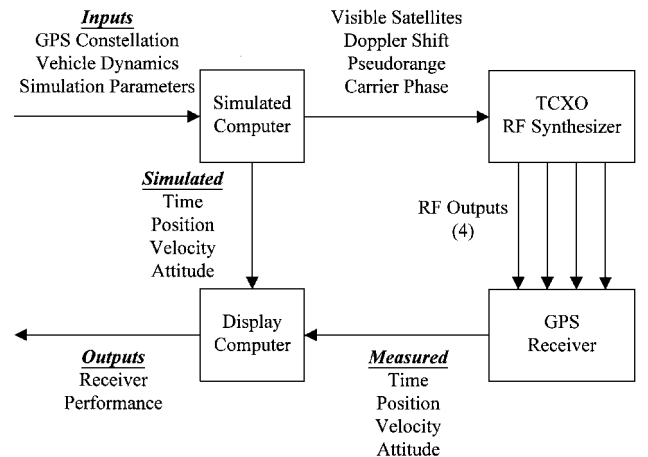 Inputs
GPS Constellation
Vehicle Dynamics
Simulation Parameters
Simulated
Computer
Visible Satellites
Doppler Shift
Pseudorange
Carrier Phase
TCXO
RF Synthesizer
Simulated
Time
Position
Velocity
Attitude
RF Outputs
(4)
Display
Computer
GPS
Receiver
Outputs
Receiver
Performance
Measured
Time
Position
Velocity
Attitude